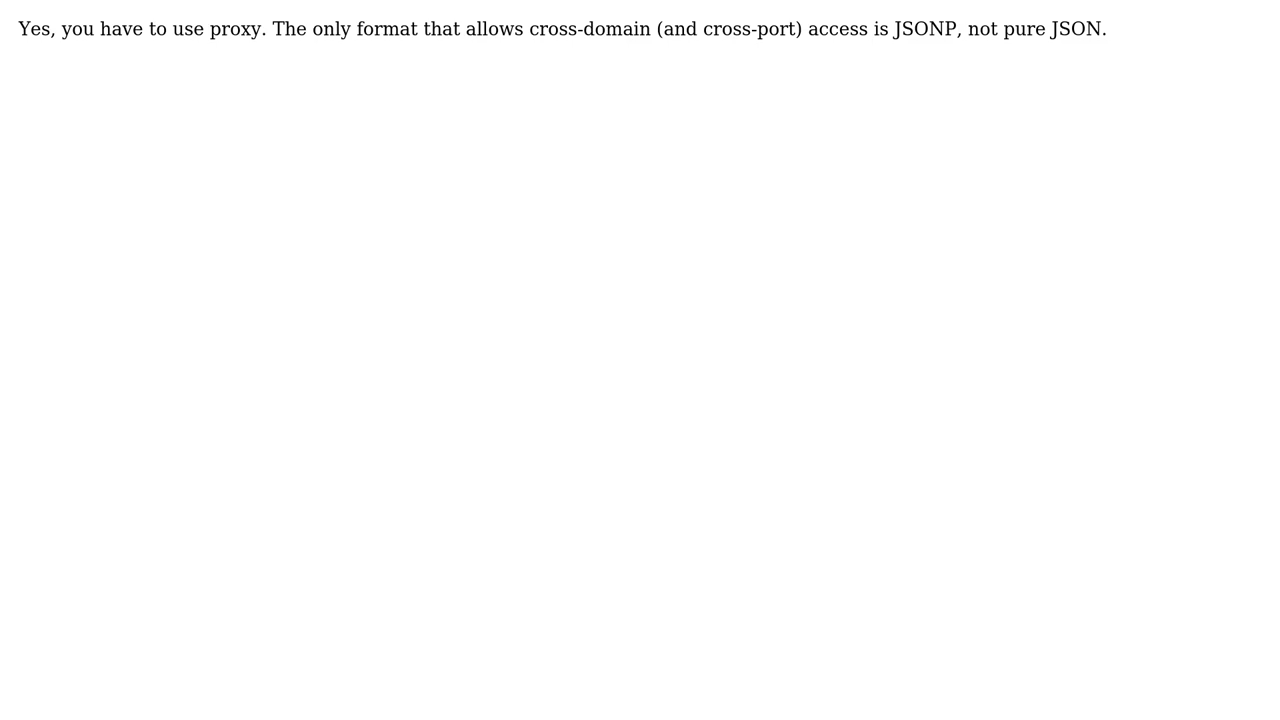 Yes, you have to use proxy. The only format that allows cross-domain (and cross-port) access is JSONP, not pure JSON.